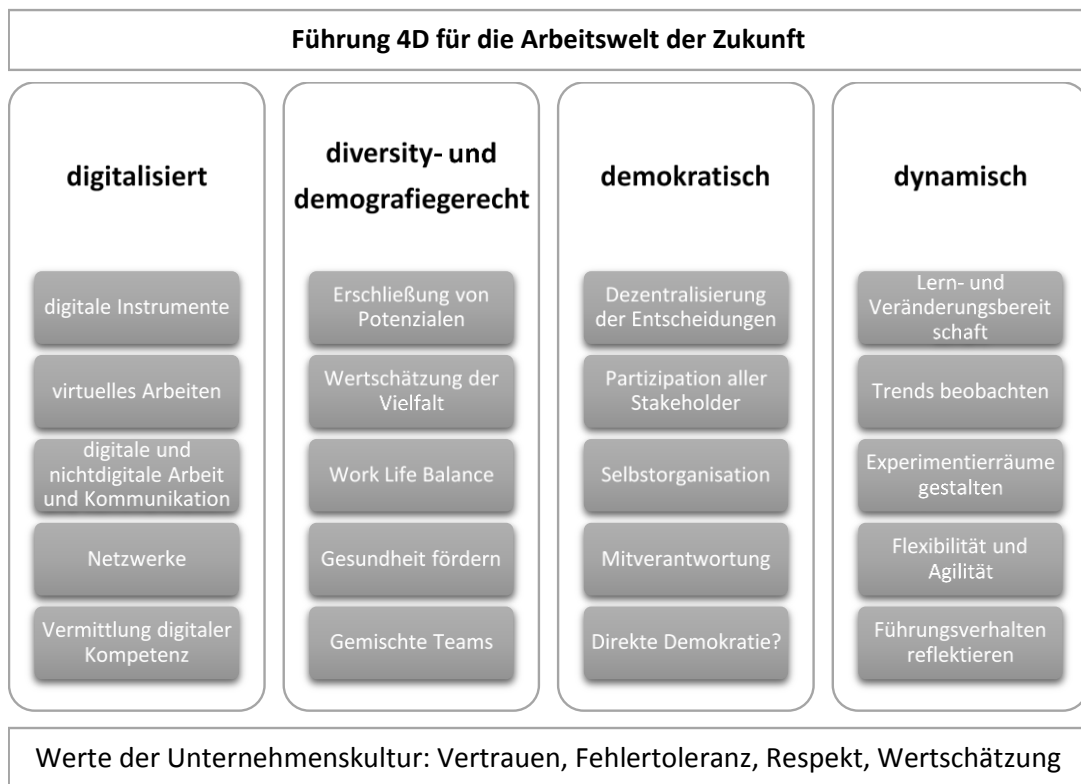 Führung 4D für die Arbeitswelt der Zukunft
digitalisiert
digitale Instrumente
virtuelles Arbeiten
digitale und
nichtdigitale Arbeit
und Kommunikation
Netzwerke
Vermittlung digitaler
Kompetenz
diversity- und
demografiegerecht
Erschließung von
Potenzialen
Wertschätzung der
Vielfalt
Work Life Balance
Gesundheit fördern
Gemischte Teams
demokratisch
Dezentralisierung
der Entscheidungen
Partizipation aller
Stakeholder
Selbstorganisation
Mitverantwortung
Direkte Demokratie?
dynamisch
Lern- und
Veränderungsbereit
schaft
Trends beobachten
Experimentierräume
gestalten
Flexibilität und
Agilität
Führungsverhalten
reflektieren
Werte der Unternehmenskultur: Vertrauen, Fehlertoleranz, Respekt, Wertschätzung